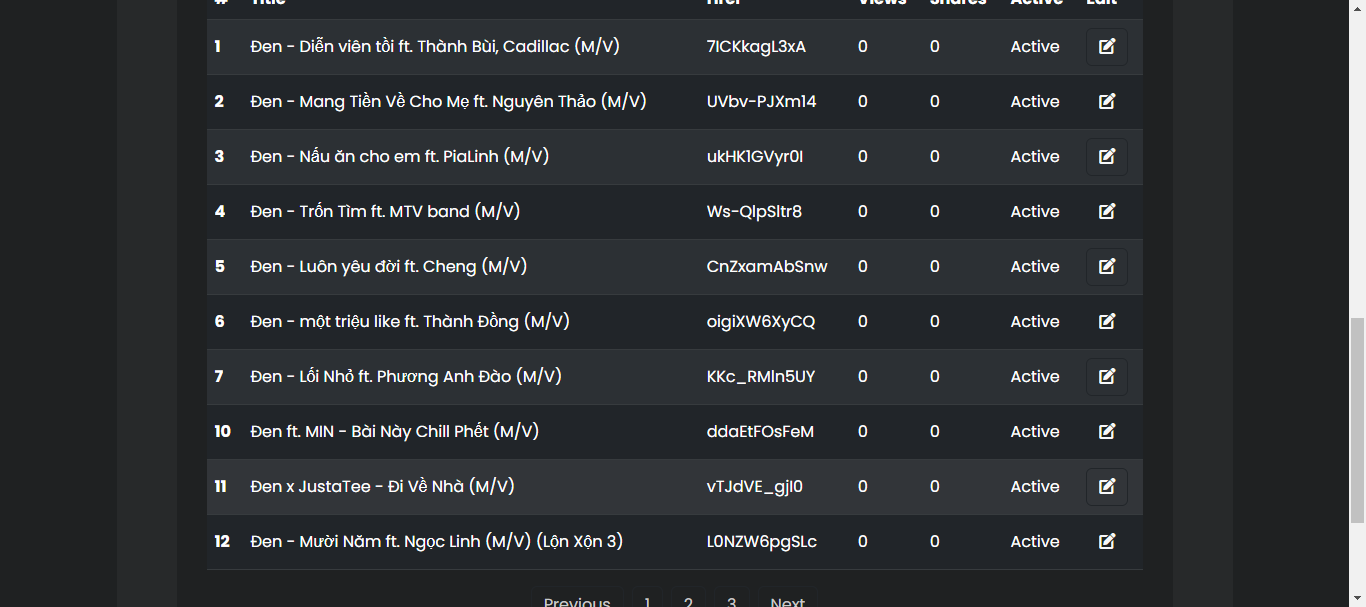 # Title Href Views Shares Active Edit
1 Đen - Diễn viên tồi ft. Thành Bùi, Cadillac (M/V) 7ICKkagL3xA 0 0 Active
2 Đen - Mang Tiền Về Cho Mẹ ft. Nguyên Thảo (M/V) UVbv-PJXm14 0 0 Active
3 Đen - Nấu ăn cho em ft. PiaLinh (M/V) ukHK1GVyr0I 0 0 Active
4 Đen - Trốn Tìm ft. MTV band (M/V) Ws-QlpSltr8 0 0 Active
5 Đen - Luôn yêu đời ft. Cheng (M/V) CnZxamAbSnw 0 0 Active
6 Đen - một triệu like ft. Thành Đồng (M/V) oigiXW6XyCQ 0 0 Active
7 Đen - Lối Nhỏ ft. Phương Anh Đào (M/V) KKc_RMln5UY 0 0 Active
10 Đen ft. MIN - Bài Này Chill Phết (M/V) ddaEtFOsFeM 0 0 Active
11 Đen x JustaTee - Đi Về Nhà (M/V) vTJdVE_gjI0 0 0 Active
12 Đen - Mười Năm ft. Ngọc Linh (M/V) (Lộn Xộn 3) L0NZW6pgSLc 0 0 Active
Previous 1 2 3 Next